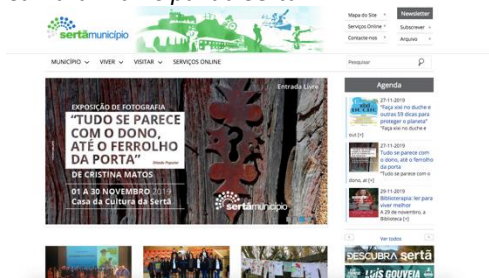 Mapa do Site
Newsletter
Serviços Online
Subscrever
Contacte-nos
Arquivo
sertãmunicípio
MUNICÍPIO
VIVER
VISITAR
SERVIÇOS ONLINE
Pesquisar
Entrada Livre
EXPOSIÇÃO DE FOTOGRAFIA
“TUDO SE PARECE
COM O DONO,
ATÉ O FERROLHO
DA PORTA”
DE CRISTINA MATOS
01 A 30 NOVEMBRO 2019
Casa da Cultura da Sertã
sertãmunicípio
Agenda
27-11-2019
"Faça xixi no duche e
outras 59 dicas para
proteger o planeta"
"Faça xixi no duche e
out [+]
27-11-2019
Tudo se parece com
o dono, até o ferrolho
da porta
"Tudo se parece com o
dono, at [+]
29-11-2019
Biblioterapia: ler para
viver melhor
A 29 de novembro, a
Biblioteca [+]
Ver todos
DESCUBRA a sertã
LUÍS GOUVEIA